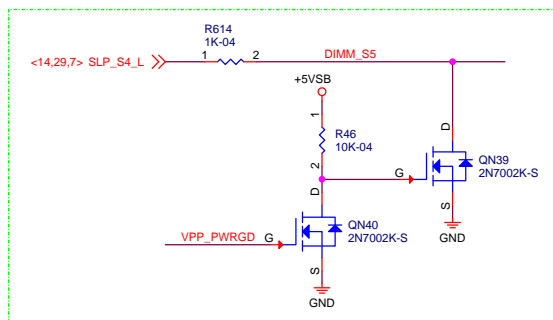 R614
1K-04
<14,29,7> SLP_S4_L
1
2
DIMM_S5
+5VSB
1
R46
10K-04
2
D
G
QN39
2N7002K-S
S
GND
D
VPP_PWRGD
G
QN40
2N7002K-S
S
GND